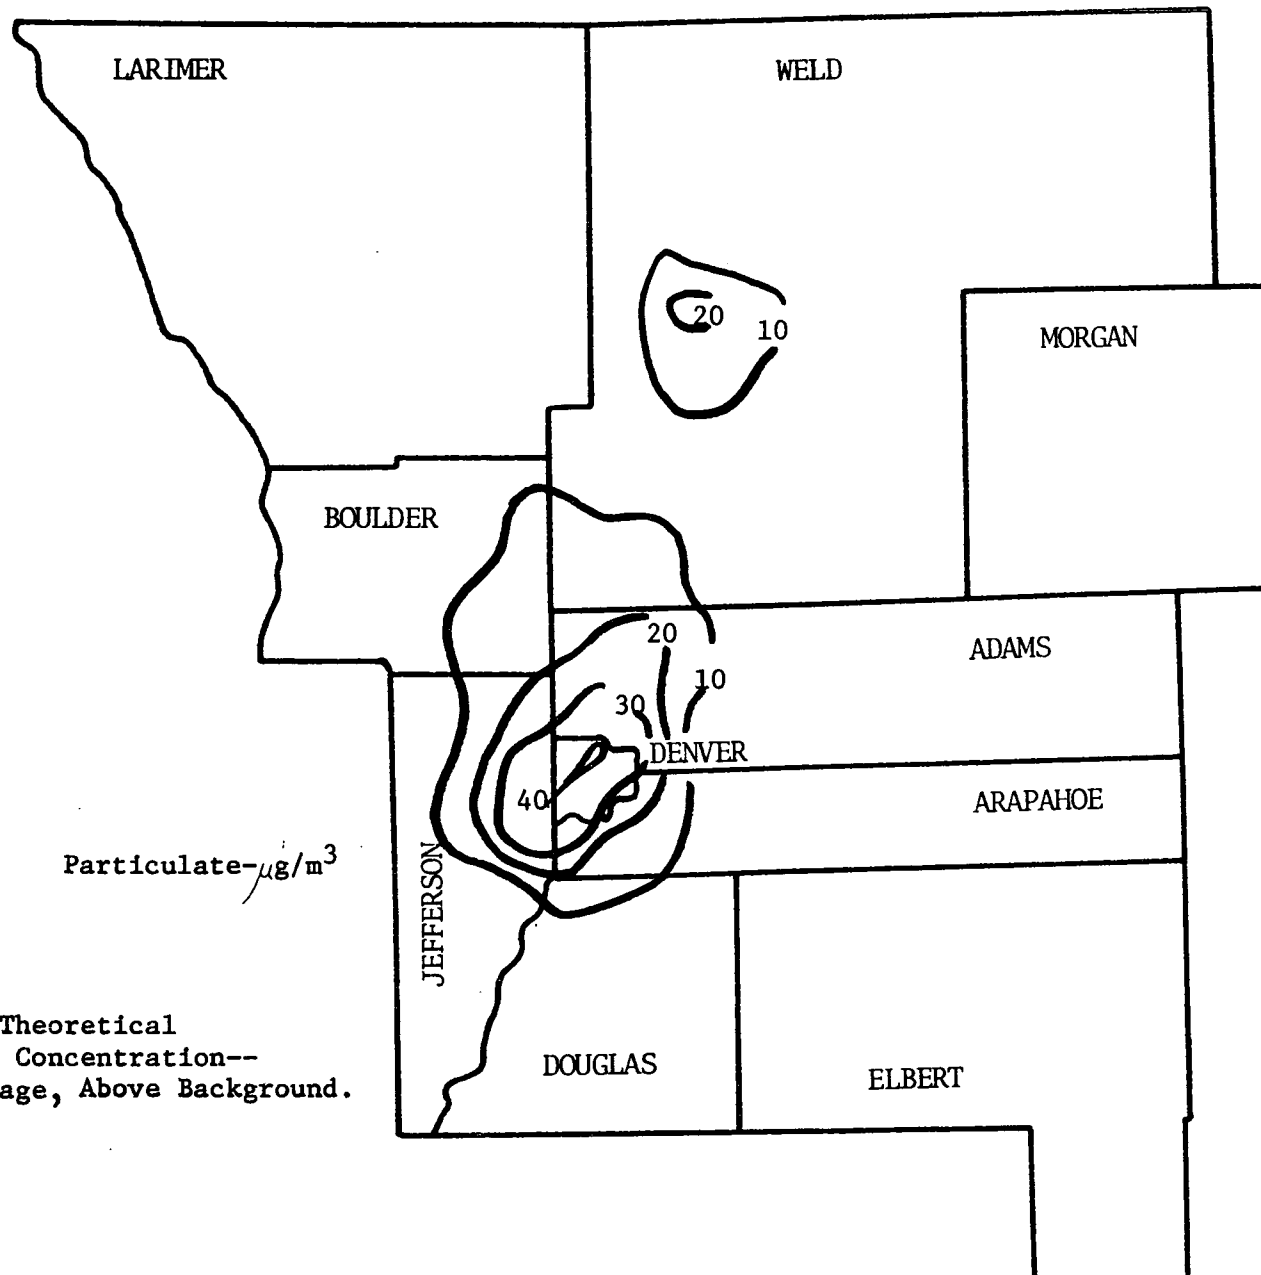 LARIMER
WELD
20
10
MORGAN
BOULDER
20
ADAMS
10
30
DENVER
40
ARAPAHOE
Particulate-μg/m³
JEFFERSON
Theoretical
Concentration--
age, Above Background.
DOUGLAS
ELBERT